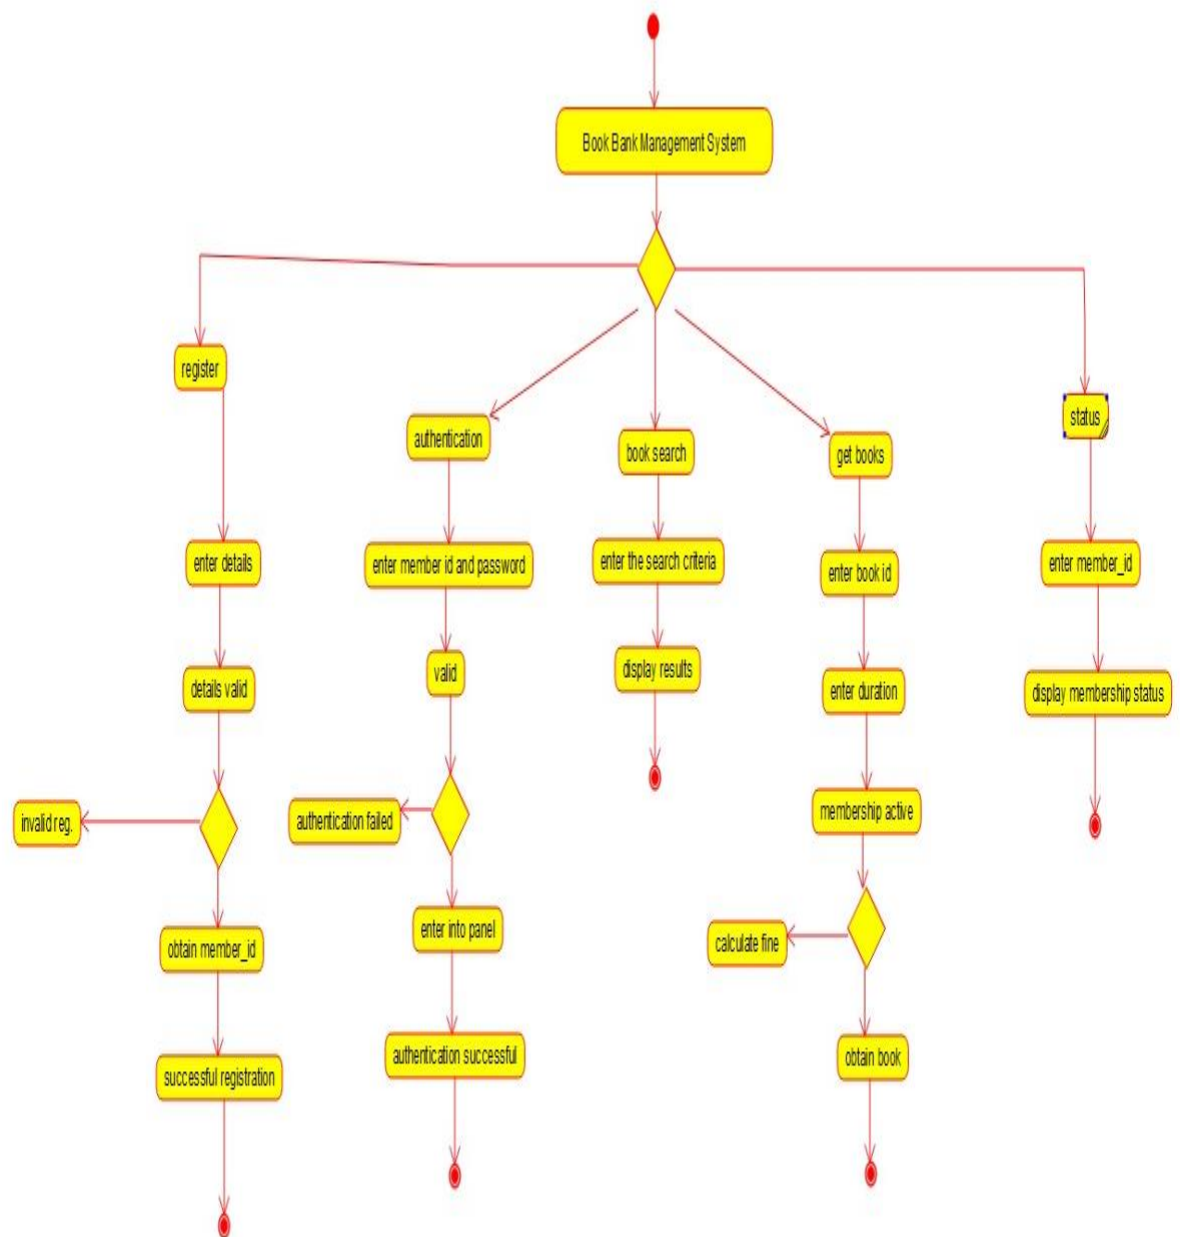 Book Bank Management System
register
authentication
book search
get books
status
enter details
enter member id and password
enter the search criteria
enter book id
enter member_id
details valid
valid
display results
enter duration
display membership status
invalid reg.
authentication failed
membership active
obtain member_id
enter into panel
calculate fine
successful registration
authentication successful
obtain book